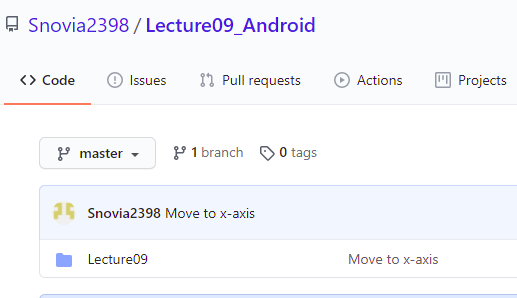 Snovia2398 / Lecture09_Android
Code Issues Pull requests Actions Projects
master 1 branch 0 tags
Snovia2398 Move to x-axis
Lecture09 Move to x-axis